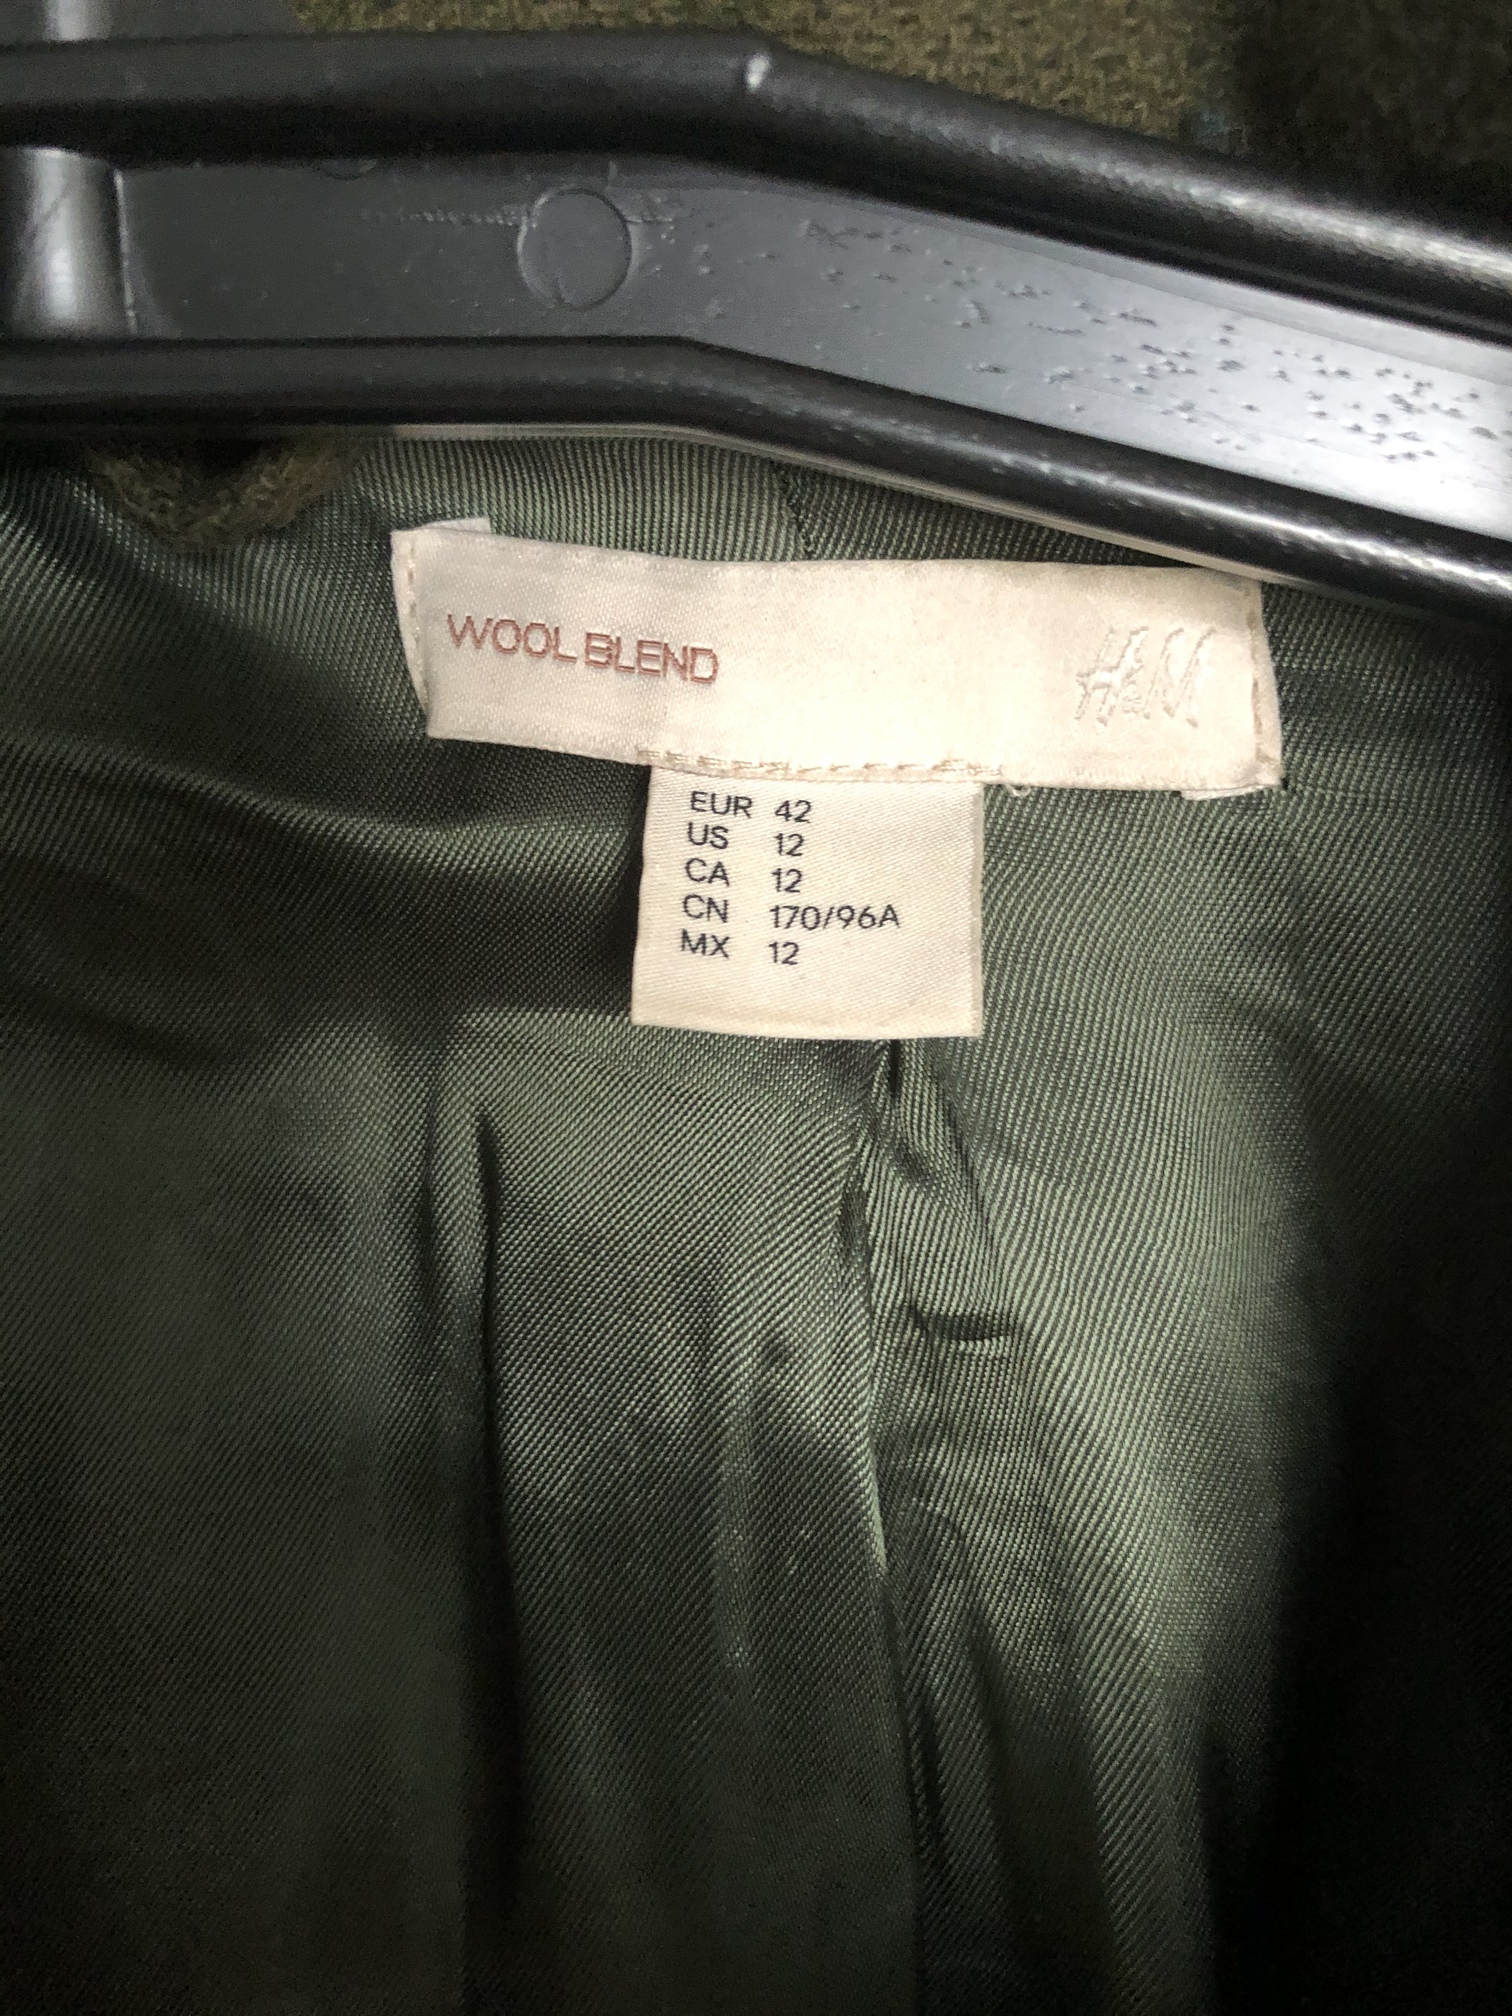 WOOL BLEND H&M
EUR 42
US 12
CA 12
CN 170/96A
MX 12